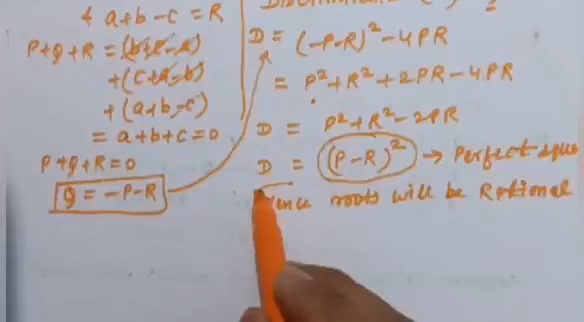 & a+b-c = R
P+q+R = (b+c-a)
+(c+a-b)
+(a+b-c)
= a+b+c = 0
P+q+R=0
q = -P-R
D = (-P-R)² - 4PR
= P²+R²+2PR-4PR
D = P²+R²-2PR
D = (P-R)² → Perfect
roots will be Rational